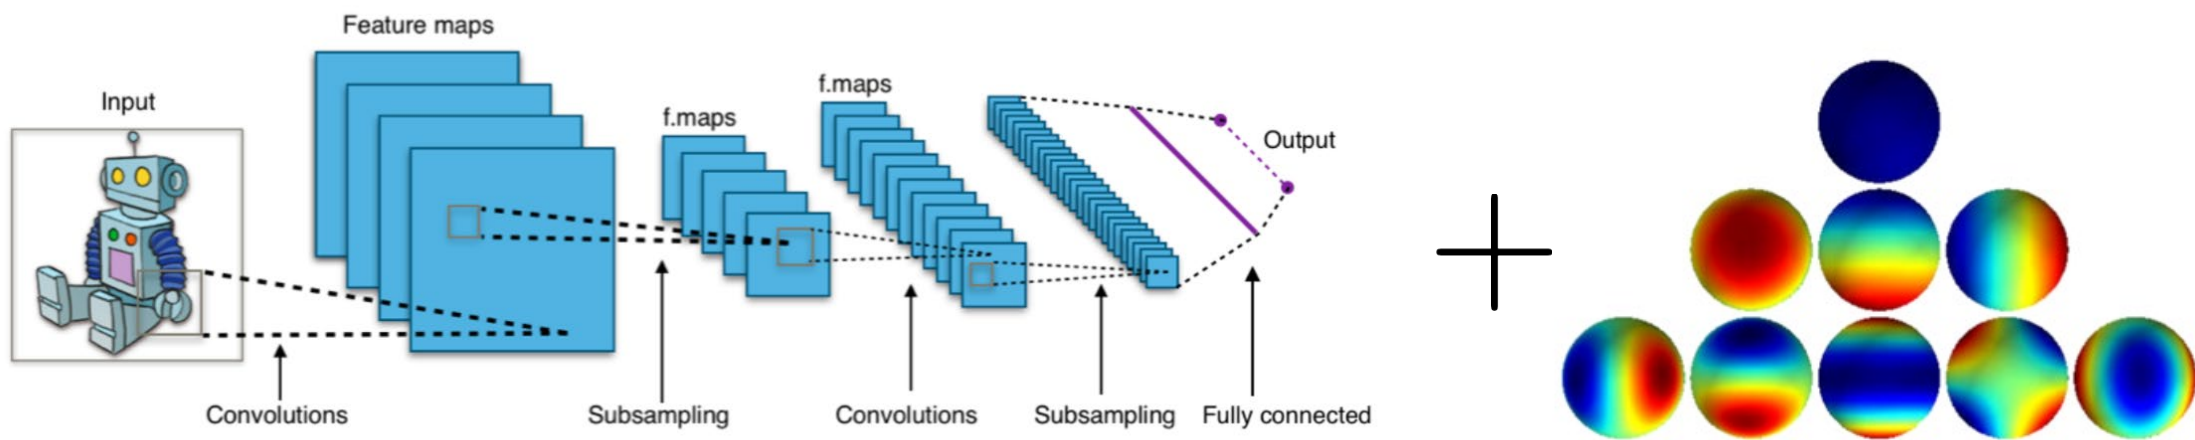 Feature maps
f.maps
Input
f.maps
Output
Convolutions
Subsampling
Convolutions
Subsampling
Fully connected